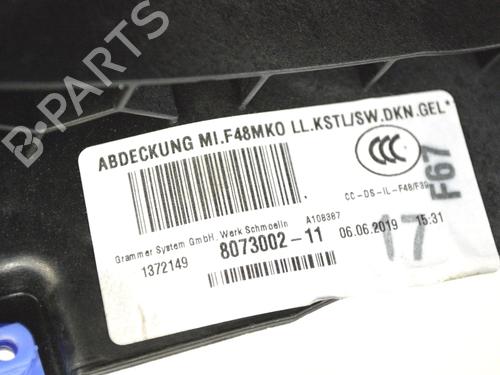 B-PARTS
ABDECKUNG MI.F48MKO LL.KSTL/SW.DKN.GEL*
CCC
CC-DS-IL-F48/F39
F67
Grammer System GmbH, Werk Schmoelln A108387
1372149 8073002-11 06.06.2019 15:31
17